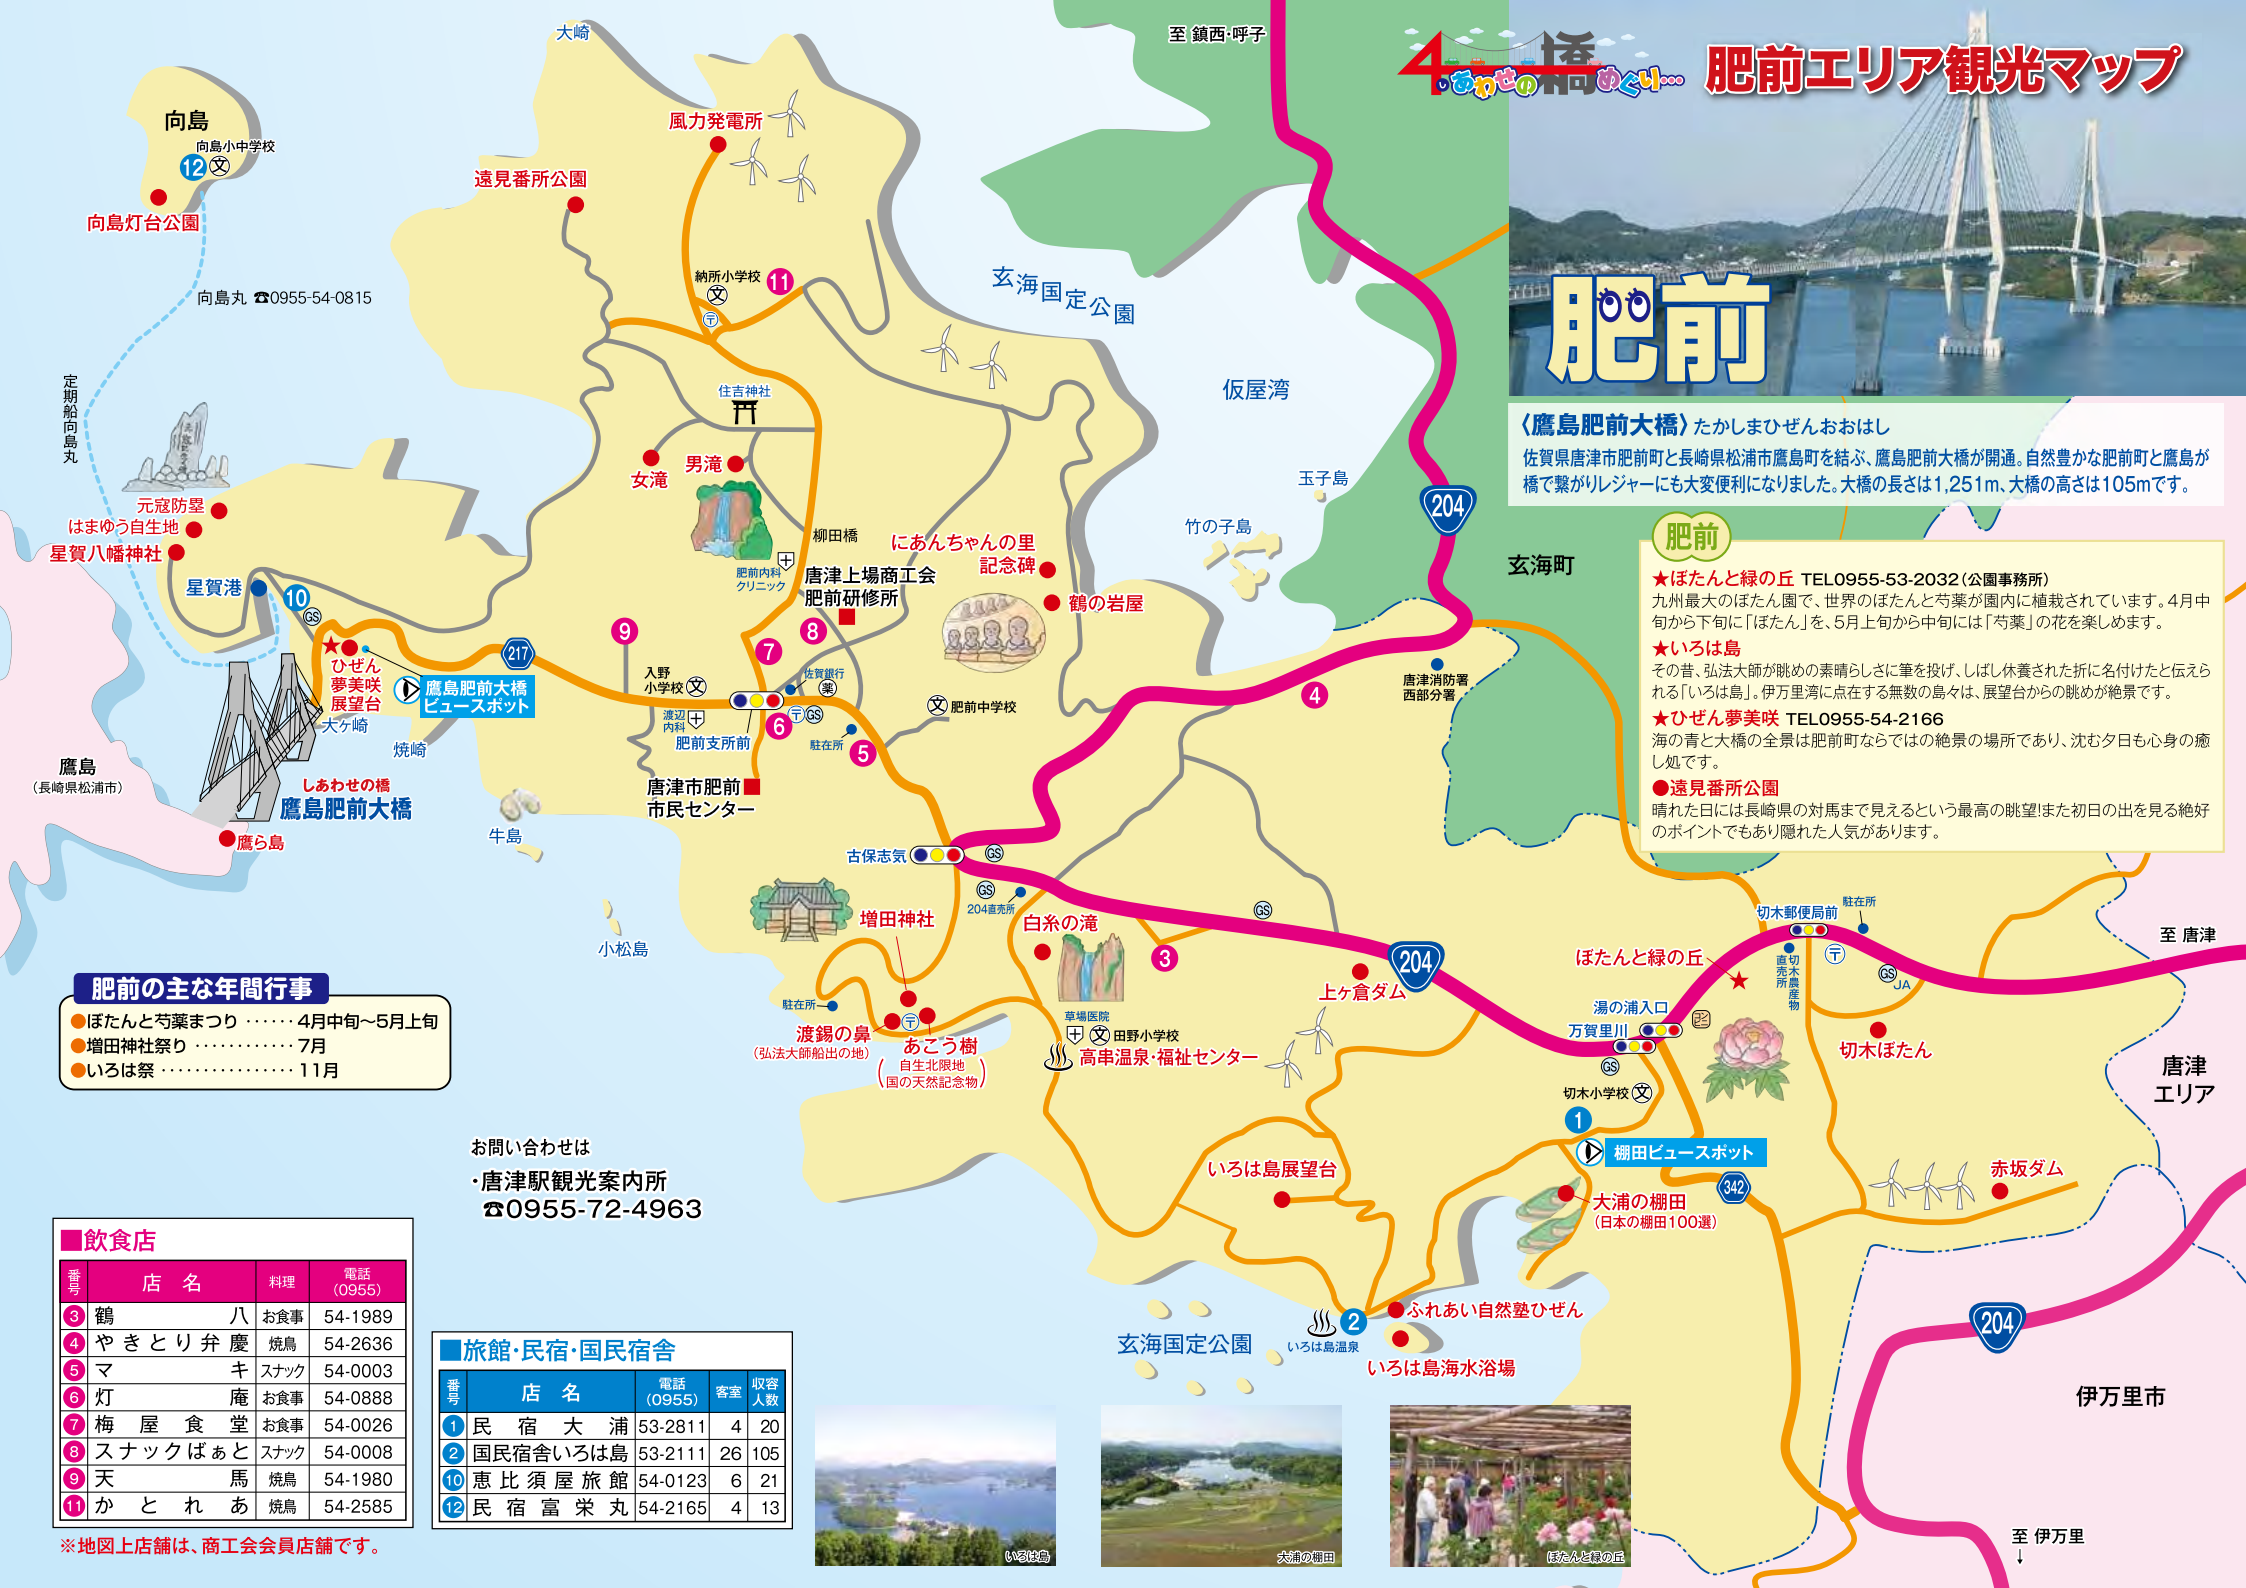 4あわせの橋めぐり…
肥前エリア観光マップ
肥前
〈鷹島肥前大橋〉たかしまひぜんおおはし
佐賀県唐津市肥前町と長崎県松浦市鷹島町を結ぶ、鷹島肥前大橋が開通。自然豊かな肥前町と鷹島が
橋で繋がりレジャーにも大変便利になりました。大橋の長さは1,251m、大橋の高さは105mです。
肥前
★ぼたんと緑の丘 TEL0955-53-2032(公園事務所)
九州最大のぼたん園で、世界のぼたんと芍薬が園内に植栽されています。4月中
旬から下旬に「ぼたん」を、5月上旬から中旬には「芍薬」の花を楽しめます。
★いろは島
その昔、弘法大師が眺めの素晴らしさに筆を投げ、しばし休養された折に名付けたと伝えら
れる「いろは島」。伊万里湾に点在する無数の島々は、展望台からの眺めが絶景です。
★ひぜん夢美咲 TEL0955-54-2166
海の青と大橋の全景は肥前町ならではの絶景の場所であり、沈む夕日も心身の癒
し処です。
●遠見番所公園
晴れた日には長崎県の対馬まで見えるという最高の眺望!また初日の出を見る絶好
のポイントでもあり隠れた人気があります。
至 鎮西・呼子
大崎
向島
向島小中学校
12
文
向島灯台公園
風力発電所
遠見番所公園
納所小学校
11
文
〒
向島丸 ☎0955-54-0815
定期船向島丸
玄海国定公園
仮屋湾
玉子島
竹の子島
住吉神社
女滝
男滝
柳田橋
肥前内科
クリニック
唐津上場商工会
肥前研修所
にあんちゃんの里
記念碑
鶴の岩屋
204
玄海町
元寇防塁
はまゆう自生地
星賀八幡神社
星賀港
10
GS
★
ひぜん
夢美咲
展望台
鷹島肥前大橋
ビュースポット
大ヶ崎
焼崎
217
9
8
7
入野
小学校
文
佐賀銀行
薬
渡辺
内科
肥前支所前
6
〒
GS
駐在所
5
文
肥前中学校
4
唐津消防署
西部分署
唐津市肥前
市民センター
鷹島
(長崎県松浦市)
しあわせの橋
鷹島肥前大橋
鷹ら島
牛島
小松島
古保志気
GS
GS
204直売所
増田神社
白糸の滝
3
GS
204
上ヶ倉ダム
駐在所
渡錫の鼻
(弘法大師船出の地)
〒
あこう樹
(自生北限地
国の天然記念物)
草場医院
文
田野小学校
高串温泉・福祉センター
ぼたんと緑の丘
★
切木郵便局前
駐在所
〒
切木農産物
直売所
GS
JA
至 唐津
湯の浦入口
万賀里川
コンビニ
GS
切木ぼたん
唐津
エリア
切木小学校
文
1
棚田ビュースポット
342
大浦の棚田
(日本の棚田100選)
赤坂ダム
いろは島展望台
ふれあい自然塾ひぜん
2
いろは島温泉
いろは島海水浴場
玄海国定公園
204
伊万里市
至 伊万里
↓
肥前の主な年間行事
●ぼたんと芍薬まつり ‥‥‥4月中旬〜5月上旬
●増田神社祭り ‥‥‥‥‥‥7月
●いろは祭 ‥‥‥‥‥‥‥‥11月
お問い合わせは
・唐津駅観光案内所
☎0955-72-4963
■飲食店
番号 店名 料理 電話(0955)
3 鶴八 お食事 54-1989
4 やきとり弁慶 焼鳥 54-2636
5 マキ スナック 54-0003
6 灯庵 お食事 54-0888
7 梅屋食堂 お食事 54-0026
8 スナックばぁと スナック 54-0008
9 天馬 焼鳥 54-1980
11 かとれあ 焼鳥 54-2585
※地図上店舗は、商工会会員店舗です。
■旅館・民宿・国民宿舎
番号 店名 電話(0955) 客室 収容人数
1 民宿大浦 53-2811 4 20
2 国民宿舎いろは島 53-2111 26 105
10 恵比須屋旅館 54-0123 6 21
12 民宿富栄丸 54-2165 4 13
いろは島
大浦の棚田
ぼたんと緑の丘